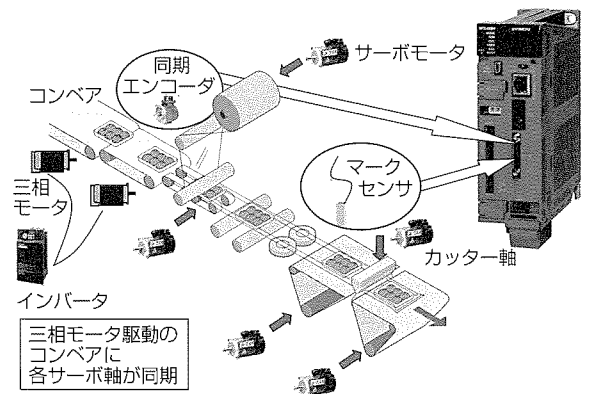 同期
エンコーダ
サーボモータ
コンベア
マーク
センサ
三相
モータ
カッター軸
インバータ
三相モータ駆動の
コンベアに
各サーボ軸が同期